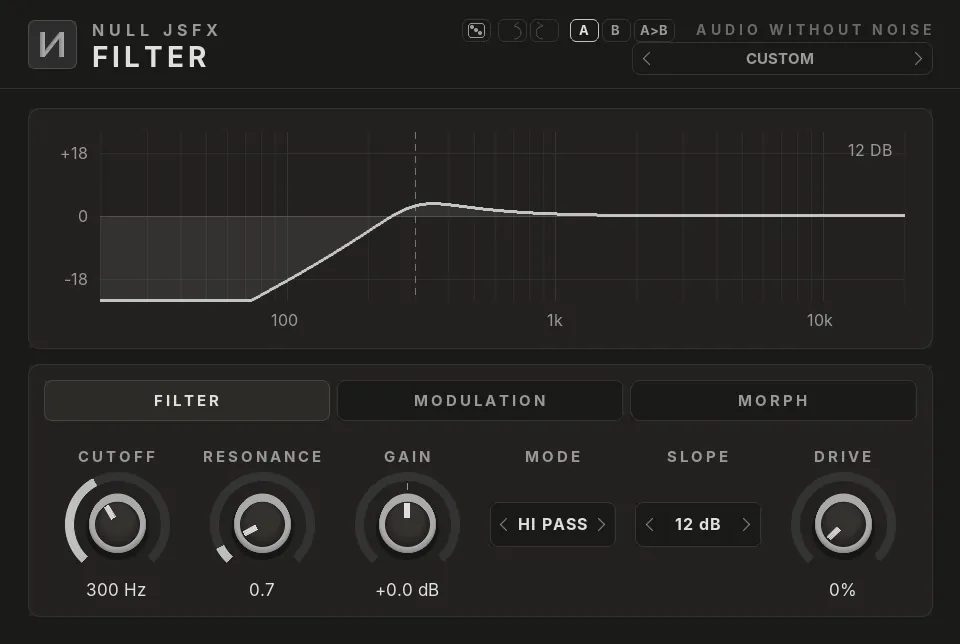 NULL JSFX
FILTER
A B A>B
AUDIO WITHOUT NOISE
CUSTOM
+18
12 DB
0
-18
100 1k 10k
FILTER MODULATION MORPH
CUTOFF RESONANCE GAIN MODE SLOPE DRIVE
HI PASS 12 dB
300 Hz 0.7 +0.0 dB 0%